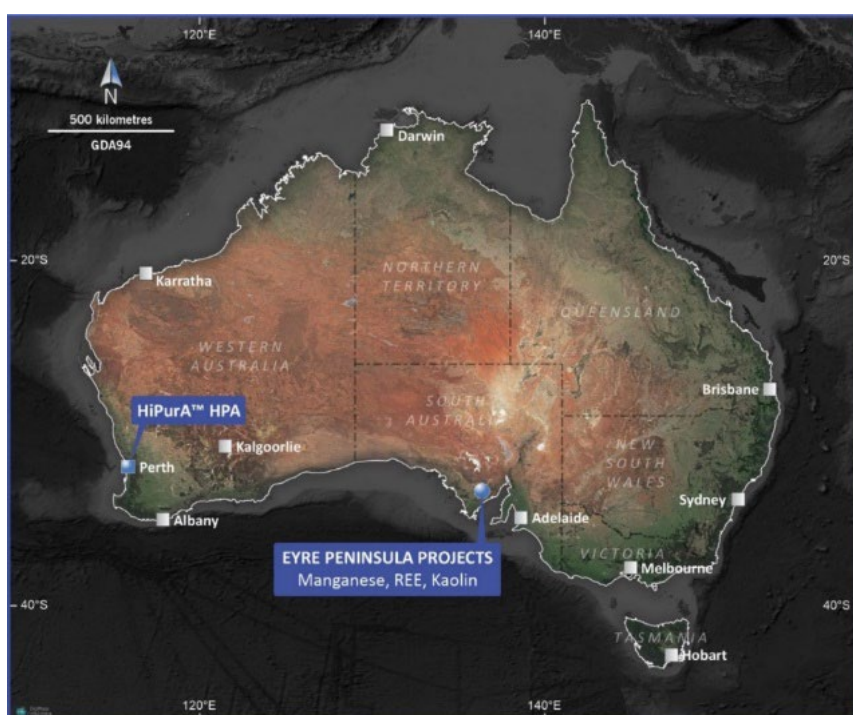 120°E
140°E
N
500 kilometres
GDA94
Darwin
20°S
20°S
Karratha
NORTHERN
TERRITORY
QUEENSLAND
WESTERN
AUSTRALIA
Brisbane
SOUTH
AUSTRALIA
HiPurA™ HPA
Kalgoorlie
NEW
SOUTH
WALES
Perth
Sydney
Albany
Adelaide
EYRE PENINSULA PROJECTS
Manganese, REE, Kaolin
VICTORIA
Melbourne
40°S
40°S
TASMANIA
Hobart
120°E
140°E